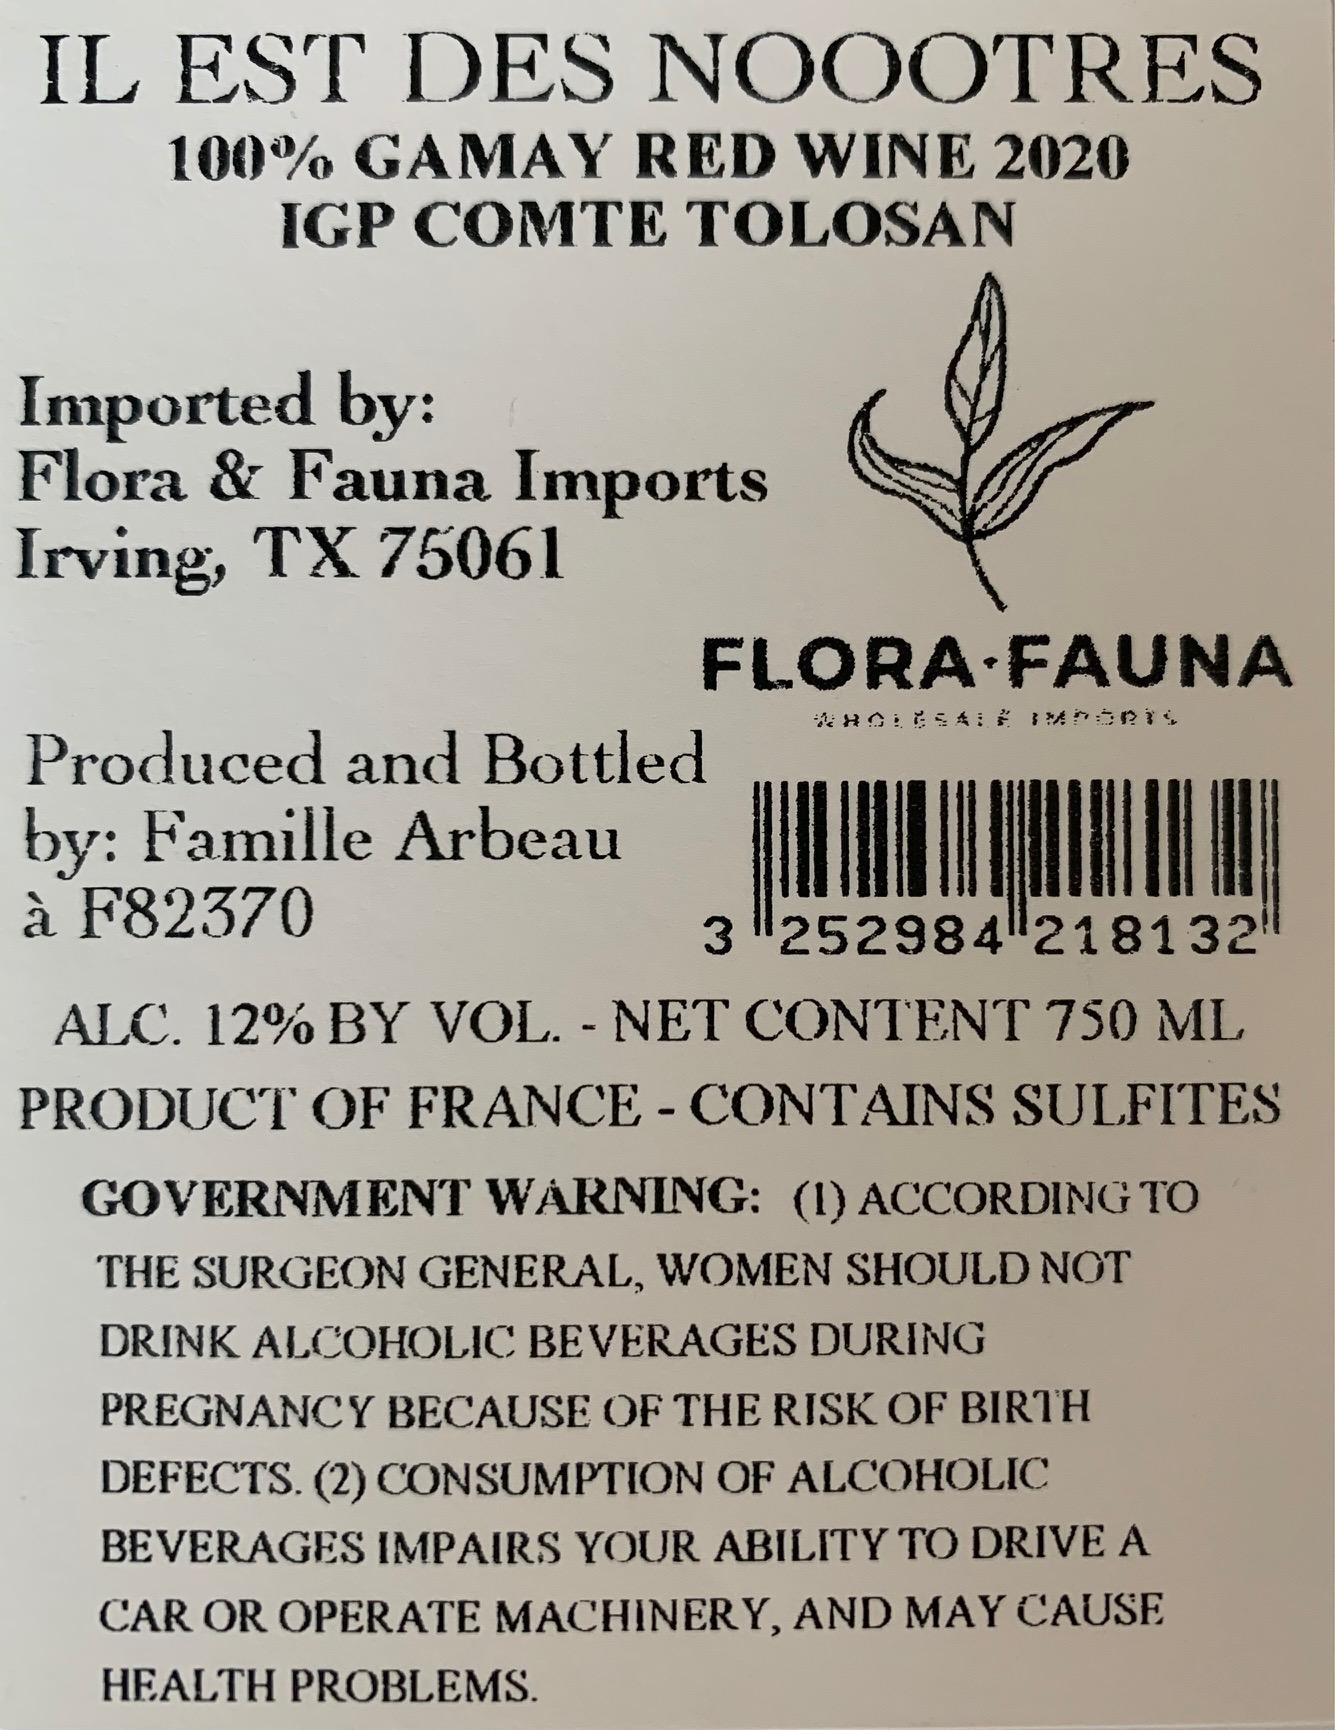 IL EST DES NOOOTRES
100% GAMAY RED WINE 2020
IGP COMTE TOLOSAN
Imported by:
Flora & Fauna Imports
Irving, TX 75061
FLORA·FAUNA
WHOLESALE IMPORTS
Produced and Bottled
by: Famille Arbeau
à F82370
3 252984 218132
ALC. 12% BY VOL. - NET CONTENT 750 ML
PRODUCT OF FRANCE - CONTAINS SULFITES
GOVERNMENT WARNING: (1) ACCORDING TO
THE SURGEON GENERAL, WOMEN SHOULD NOT
DRINK ALCOHOLIC BEVERAGES DURING
PREGNANCY BECAUSE OF THE RISK OF BIRTH
DEFECTS. (2) CONSUMPTION OF ALCOHOLIC
BEVERAGES IMPAIRS YOUR ABILITY TO DRIVE A
CAR OR OPERATE MACHINERY, AND MAY CAUSE
HEALTH PROBLEMS.